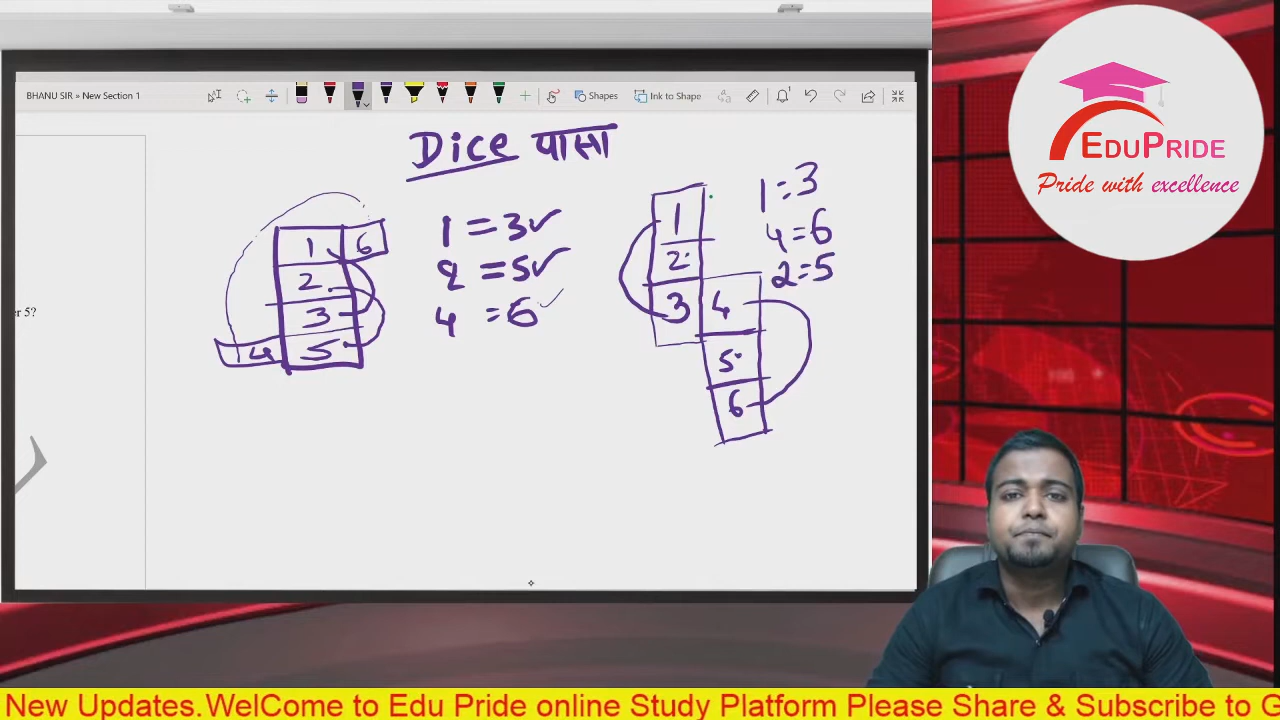 BHANU SIR » New Section 1
Shapes
Ink to Shape
Dice पासा
1 6
2
3
4 5
1 = 3✓
2 = 5✓
4 = 6✓
1
2
3 4
5
6
1 = 3
4 = 6
2 = 5
er 5?
EDUPRIDE
Pride with excellence
New Updates.WelCome to Edu Pride online Study Platform Please Share & Subscribe to G